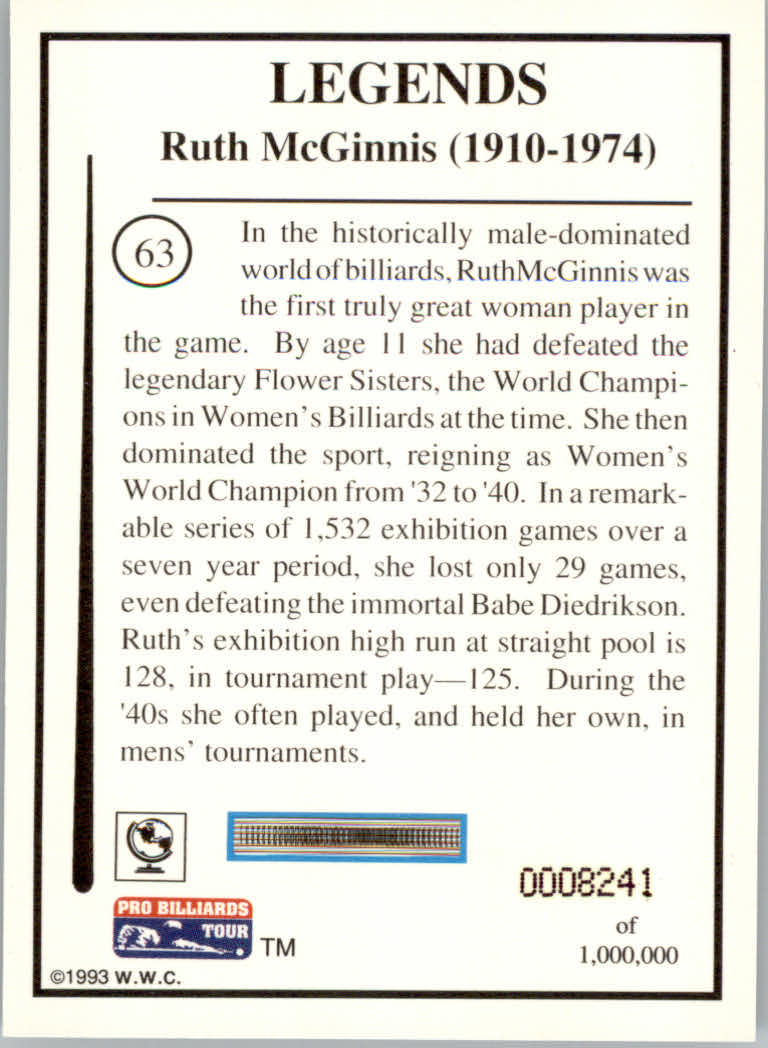 LEGENDS
Ruth McGinnis (1910-1974)
63
In the historically male-dominated
world of billiards, Ruth McGinnis was
the first truly great woman player in
the game. By age 11 she had defeated the
legendary Flower Sisters, the World Champi-
ons in Women's Billiards at the time. She then
dominated the sport, reigning as Women's
World Champion from '32 to '40. In a remark-
able series of 1,532 exhibition games over a
seven year period, she lost only 29 games,
even defeating the immortal Babe Diedrikson.
Ruth's exhibition high run at straight pool is
128, in tournament play—125. During the
'40s she often played, and held her own, in
mens' tournaments.
0008241
of
1,000,000
PRO BILLIARDS
TOUR
TM
©1993 W.W.C.